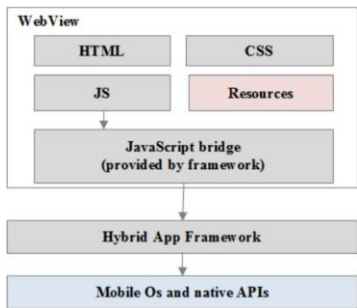 WebView
HTML
CSS
JS
Resources
JavaScript bridge
(provided by framework)
Hybrid App Framework
Mobile Os and native APIs